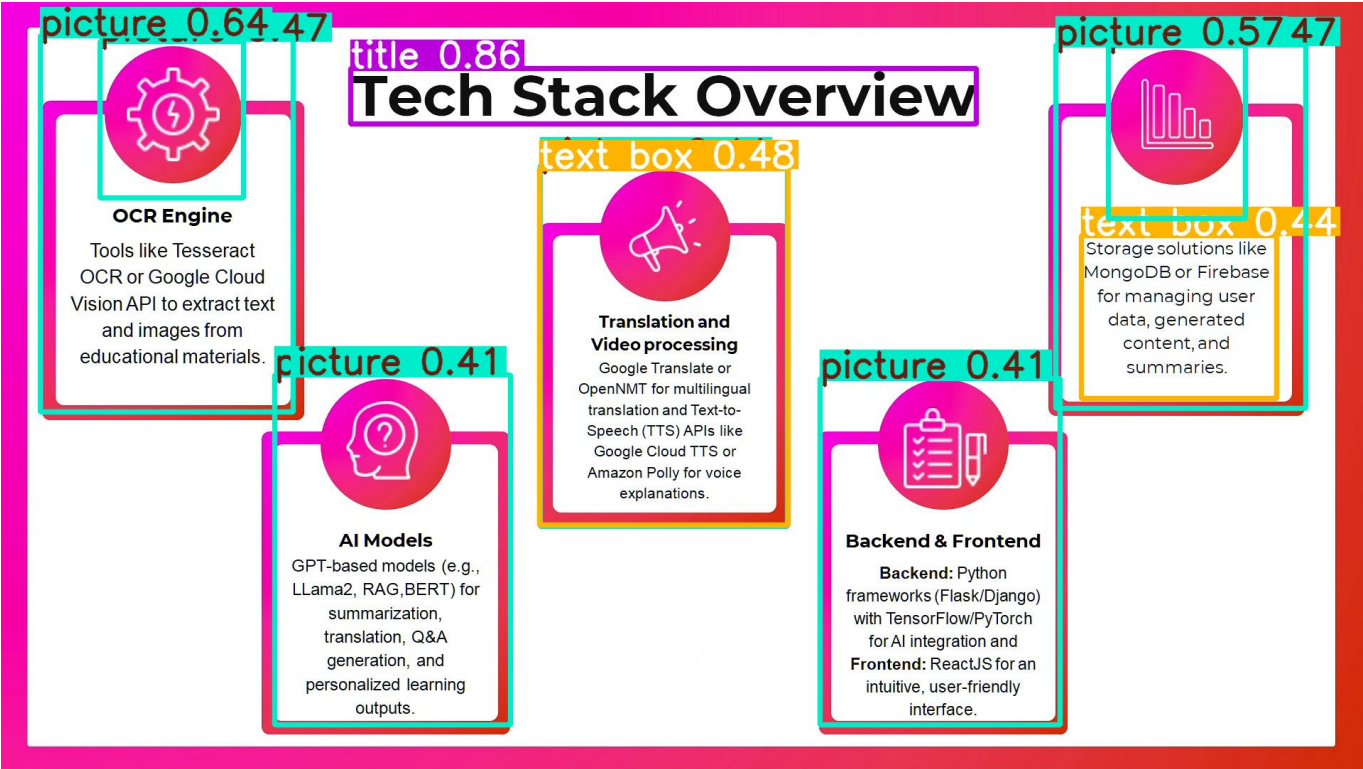 picture 0.64
47
title 0.86
Tech Stack Overview
picture 0.57
47
OCR Engine
Tools like Tesseract
OCR or Google Cloud
Vision API to extract text
and images from
educational materials.
picture 0.41
AI Models
GPT-based models (e.g.,
LLama2, RAG,BERT) for
summarization,
translation, Q&A
generation, and
personalized learning
outputs.
text box 0.48
Translation and
Video processing
Google Translate or
OpenNMT for multilingual
translation and Text-to-
Speech (TTS) APIs like
Google Cloud TTS or
Amazon Polly for voice
explanations.
picture 0.41
Backend & Frontend
Backend: Python
frameworks (Flask/Django)
with TensorFlow/PyTorch
for AI integration and
Frontend: ReactJS for an
intuitive, user-friendly
interface.
text box 0.44
Storage solutions like
MongoDB or Firebase
for managing user
data, generated
content, and
summaries.